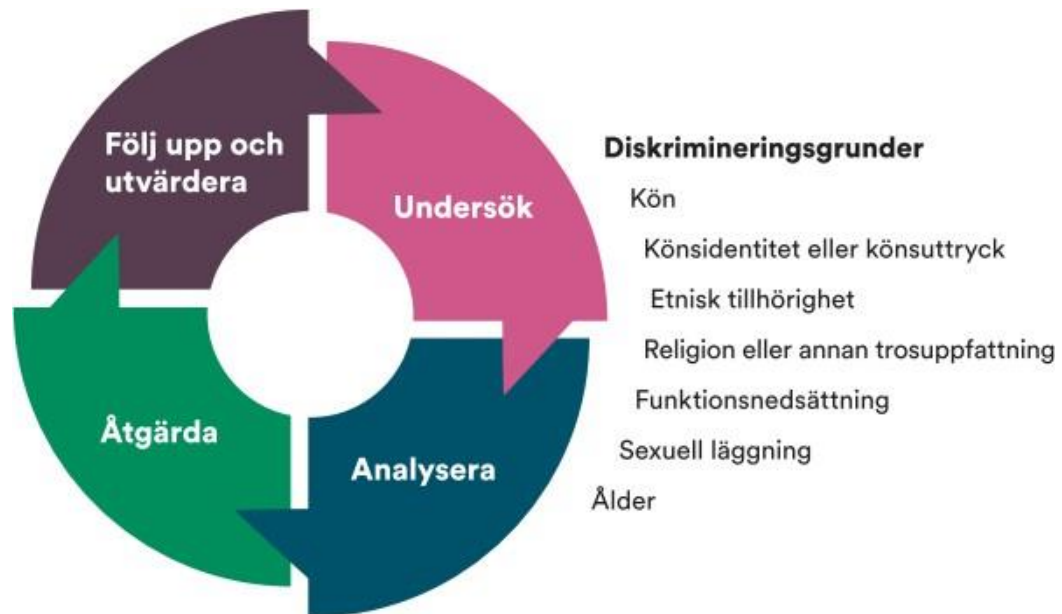 Följ upp och
utvärdera
Undersök
Åtgärda
Analysera
Diskrimineringsgrunder
Kön
Könsidentitet eller könsuttryck
Etnisk tillhörighet
Religion eller annan trosuppfattning
Funktionsnedsättning
Sexuell läggning
Ålder